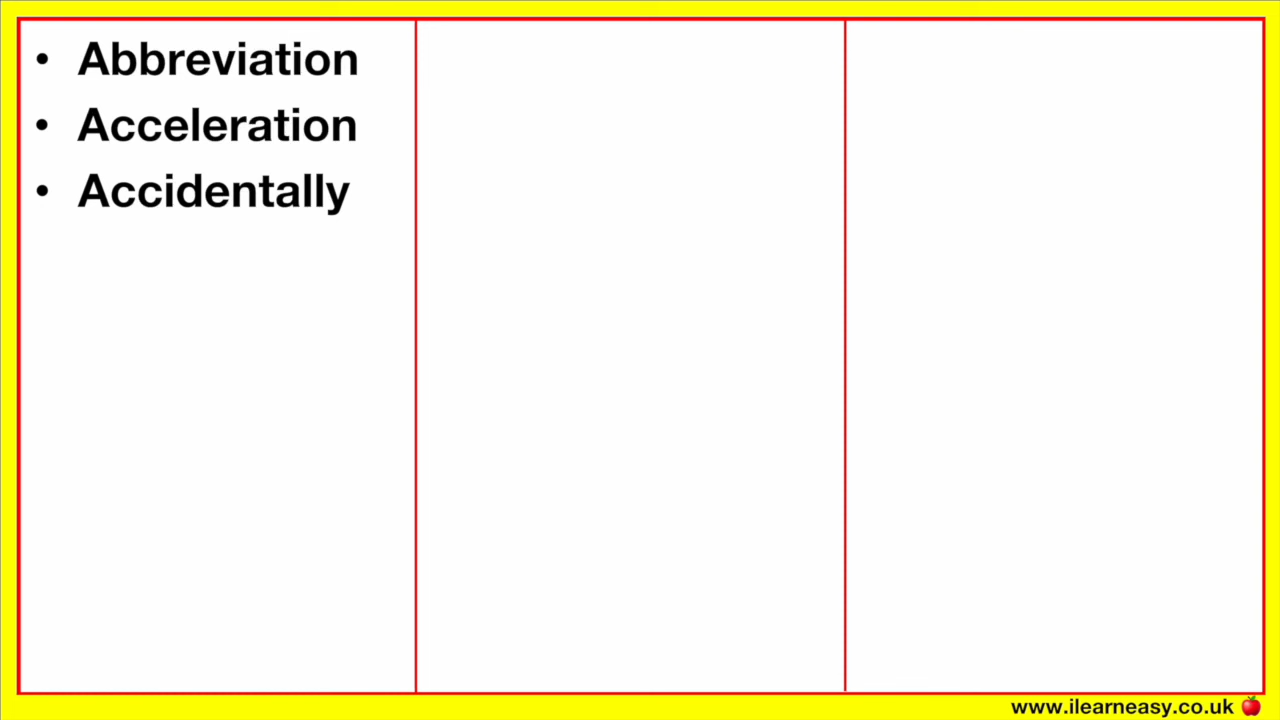 • Abbreviation
• Acceleration
• Accidentally
www.ilearneasy.co.uk